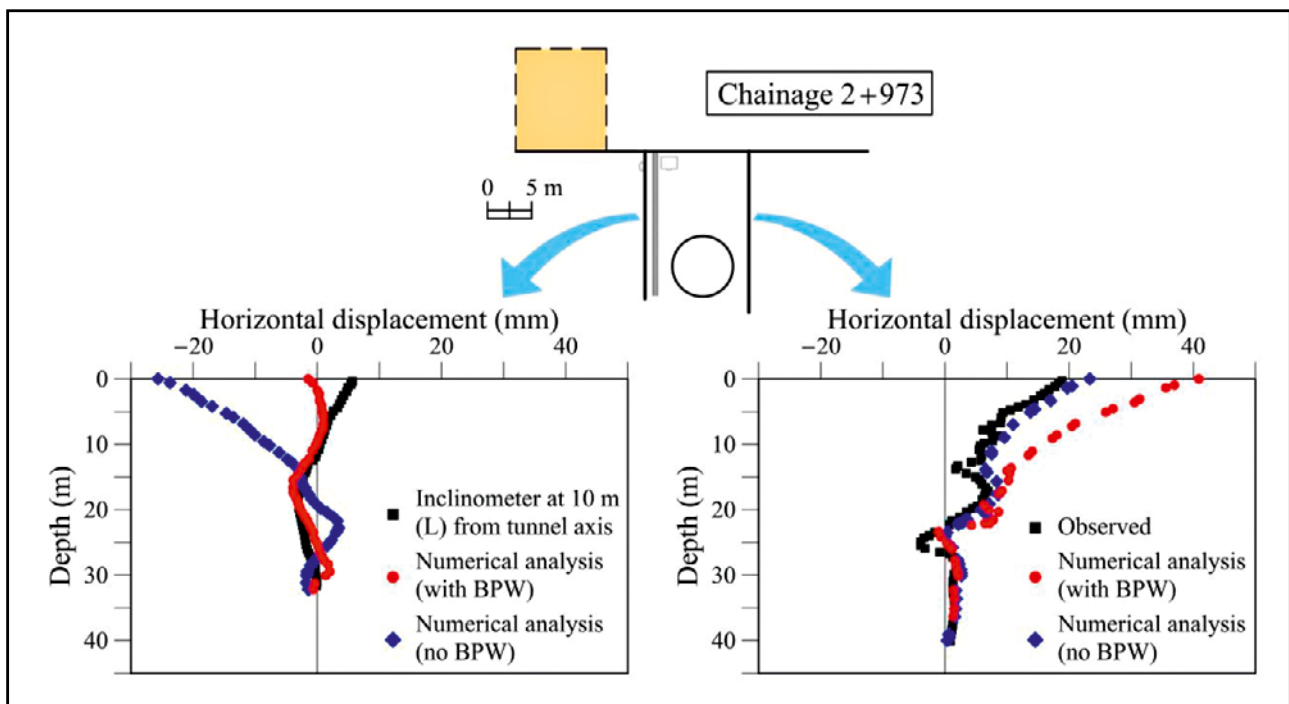 Chainage 2+973
0 5 m
Horizontal displacement (mm)
−20 0 20 40
0
10
20
30
40
Depth (m)
Inclinometer at 10 m
(L) from tunnel axis
Numerical analysis
(with BPW)
Numerical analysis
(no BPW)
Horizontal displacement (mm)
−20 0 20 40
0
10
20
30
40
Depth (m)
Observed
Numerical analysis
(with BPW)
Numerical analysis
(no BPW)